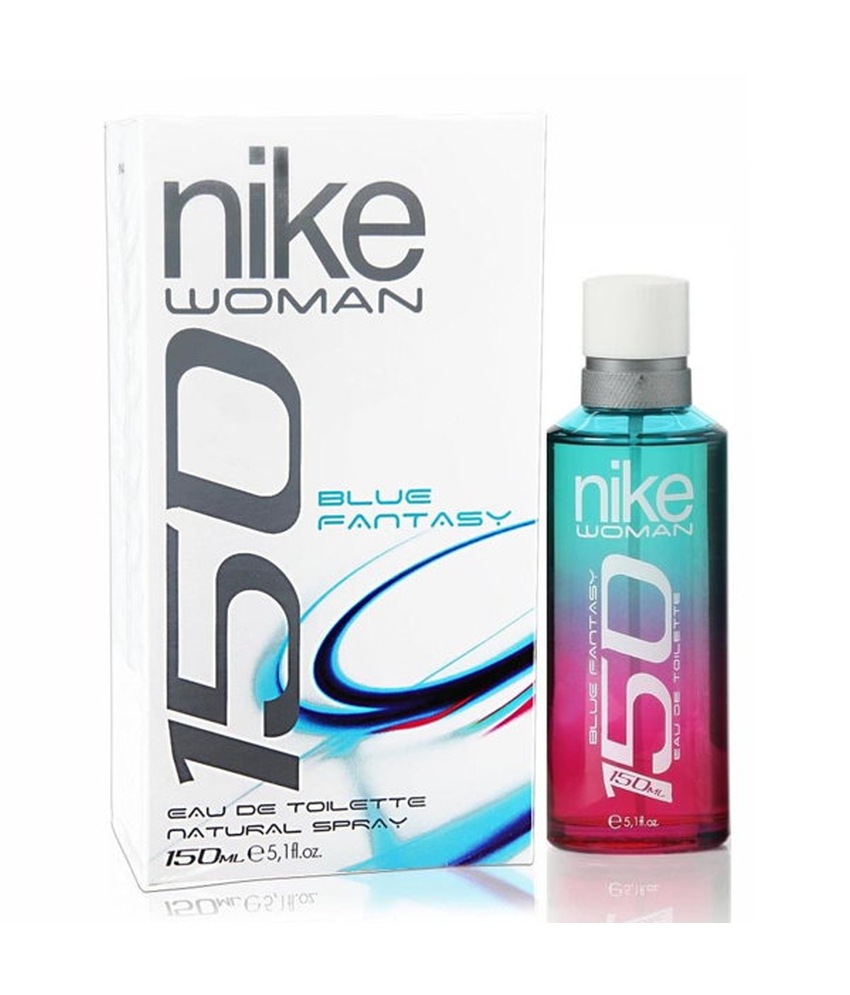 nike
WOMAN
150
BLUE
FANTASY
EAU DE TOILETTE
NATURAL SPRAY
150ML e 5,1fl.oz.
nike
WOMAN
BLUE FANTASY
150
EAU DE TOILETTE
150ML
e 5,1fl.oz.